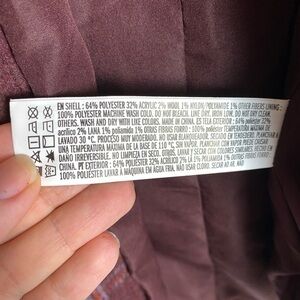 EN SHELL : 64% POLYESTER 32% ACRYLIC 2% WOOL 1% NYLON/POLYAMIDE 1% OTHER FIBERS LINING :
100% POLYESTER MACHINE WASH COLD. DO NOT BLEACH. LINE DRY. IRON LOW. DO NOT DRY CLEAN.
OTHERS. WASH AND DRY WITH LIKE COLORS. MADE IN CHINA. ES TELA EXTERIOR : 64% poliéster 32%
acrílico 2% LANA 1% poliamida 1% OTRAS FIBRAS FORRO : 100% poliéster TEMPERATURA MAXIMA DE
LAVADO 30 °C. PROCESO MUY MODERADO. NO USAR BLANQUEADOR. SECADO DE TENDEDERO. PLANCHAR CON
UNA TEMPERATURA MAXIMA DE LA BASE DE 110 °C, SIN VAPOR. PLANCHAR CON VAPOR PUEDE CAUSAR
DAÑO IRREVERSIBLE. NO LIMPIEZA EN SECO. OTROS. LAVAR Y SECAR COLORES SIMILARES. HECHO EN
CHINA. PT EXTERIOR : 64% POLIESTER 32% ACRÍLICO 2% LÃ 1% POLIAMIDA 1% OUTRAS FIBRAS FORRO :
100% POLIESTER LAVAR À MÁQUINA EM ÁGUA FRIA. NÃO USAR LIXIVIA. SECAR AO AR. NÃO